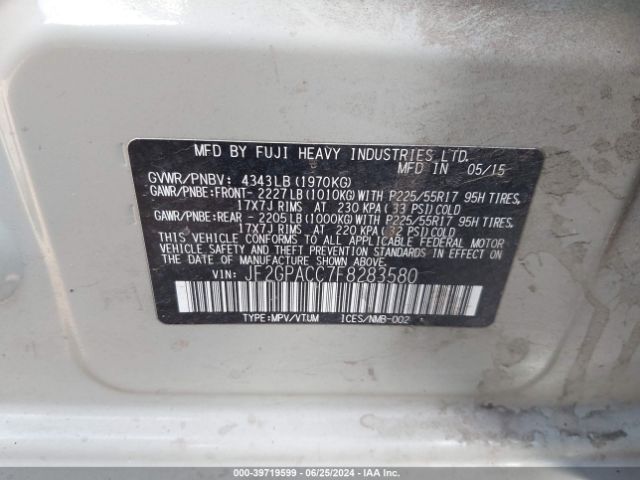 MFD BY FUJI HEAVY INDUSTRIES LTD.
MFD IN 05/15
GVWR/PNBV: 4343LB(1970KG)
GAWR/PNBE:FRONT-2227LB(1010KG)WITH P225/55R17 95H TIRES,
17X7J RIMS AT 230 KPA( 33 PSI)COLD
GAWR/PNBE:REAR -2205LB(1000KG)WITH P225/55R17 95H TIRES,
17X7J RIMS AT 220 KPA( 32 PSI)COLD
THIS VEHICLE CONFORMS TO ALL APPLICABLE FEDERAL MOTOR
VEHICLE SAFETY AND THEFT PREVENTION STANDARDS IN EFFECT ON
THE DATE OF MANUFACTURE SHOWN ABOVE.
VIN: JF2GPACC7F8283580
TYPE:MPV/VTUM ICES/NMB-002
000-39719599 - 06/25/2024 - IAA Inc.